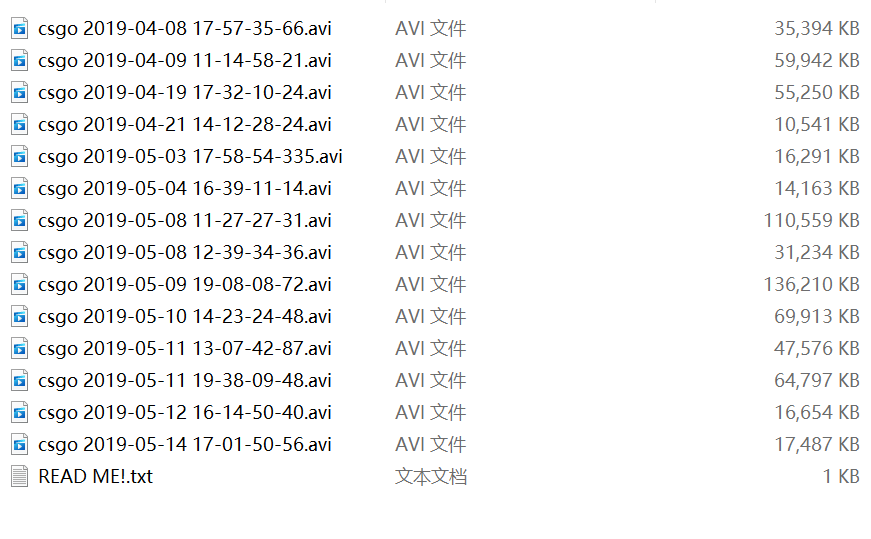 csgo 2019-04-08 17-57-35-66.avi AVI 文件 35,394 KB
csgo 2019-04-09 11-14-58-21.avi AVI 文件 59,942 KB
csgo 2019-04-19 17-32-10-24.avi AVI 文件 55,250 KB
csgo 2019-04-21 14-12-28-24.avi AVI 文件 10,541 KB
csgo 2019-05-03 17-58-54-335.avi AVI 文件 16,291 KB
csgo 2019-05-04 16-39-11-14.avi AVI 文件 14,163 KB
csgo 2019-05-08 11-27-27-31.avi AVI 文件 110,559 KB
csgo 2019-05-08 12-39-34-36.avi AVI 文件 31,234 KB
csgo 2019-05-09 19-08-08-72.avi AVI 文件 136,210 KB
csgo 2019-05-10 14-23-24-48.avi AVI 文件 69,913 KB
csgo 2019-05-11 13-07-42-87.avi AVI 文件 47,576 KB
csgo 2019-05-11 19-38-09-48.avi AVI 文件 64,797 KB
csgo 2019-05-12 16-14-50-40.avi AVI 文件 16,654 KB
csgo 2019-05-14 17-01-50-56.avi AVI 文件 17,487 KB
READ ME!.txt 文本文档 1 KB